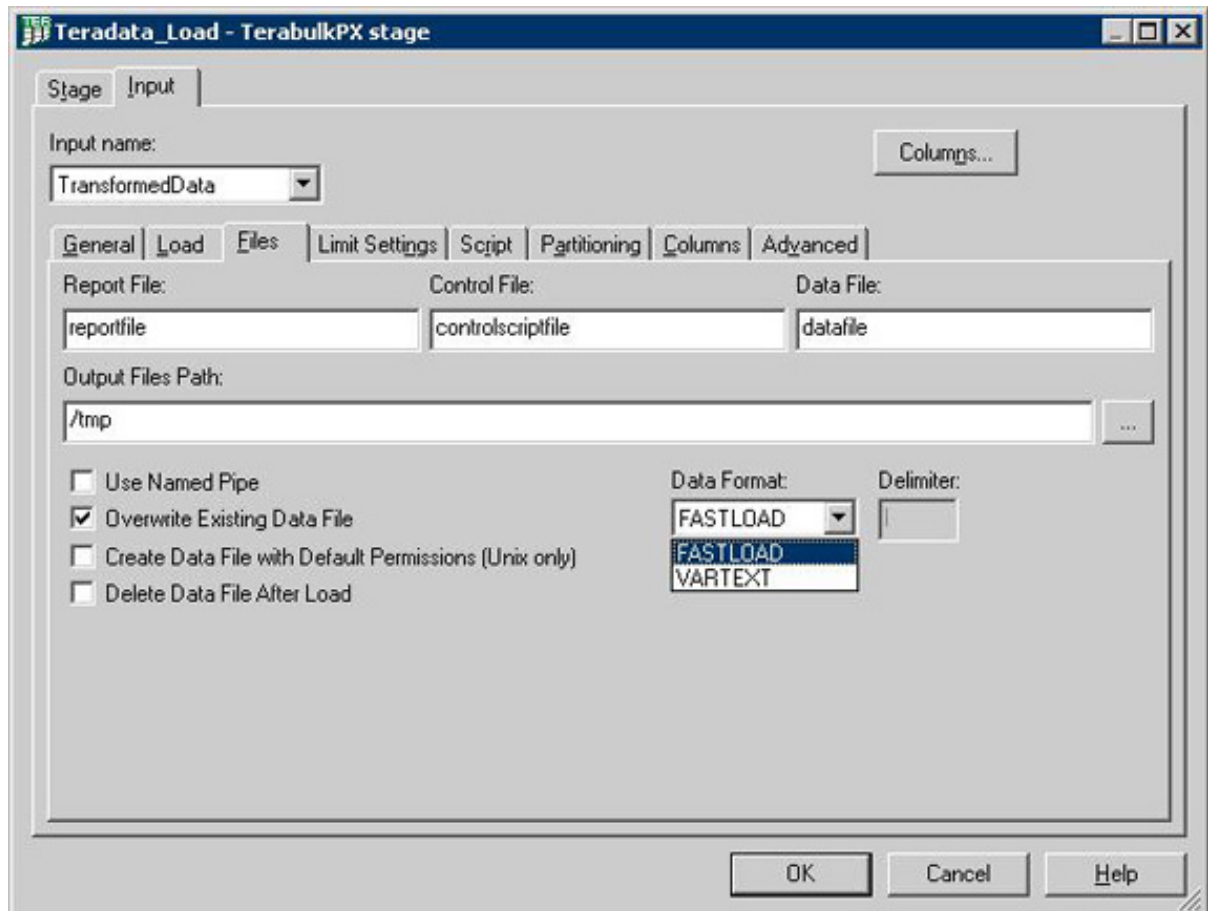 TER
Teradata_Load - TerabulkPX stage
Stage Input
Input name:
Columns...
TransformedData
General Load Files Limit Settings Script Partitioning Columns Advanced
Report File: Control File: Data File:
reportfile controlscriptfile datafile
Output Files Path:
/tmp ...
Use Named Pipe Data Format: Delimiter:
Overwrite Existing Data File FASTLOAD |
Create Data File with Default Permissions (Unix only) FASTLOAD
Delete Data File After Load VARTEXT
OK Cancel Help